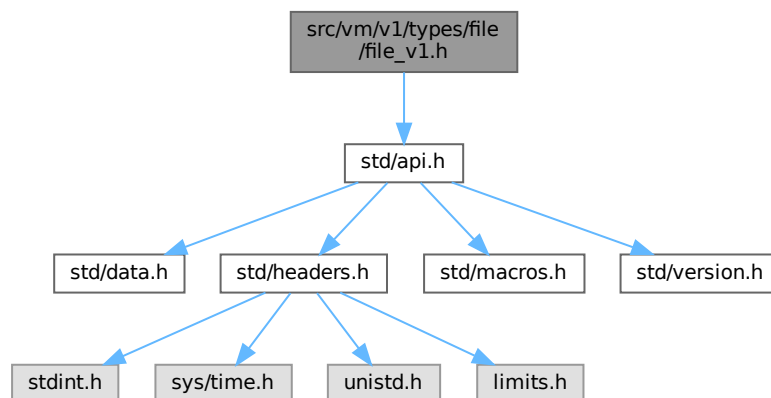 src/vm/v1/types/file
/file_v1.h
std/api.h
std/data.h
std/headers.h
std/macros.h
std/version.h
stdint.h
sys/time.h
unistd.h
limits.h